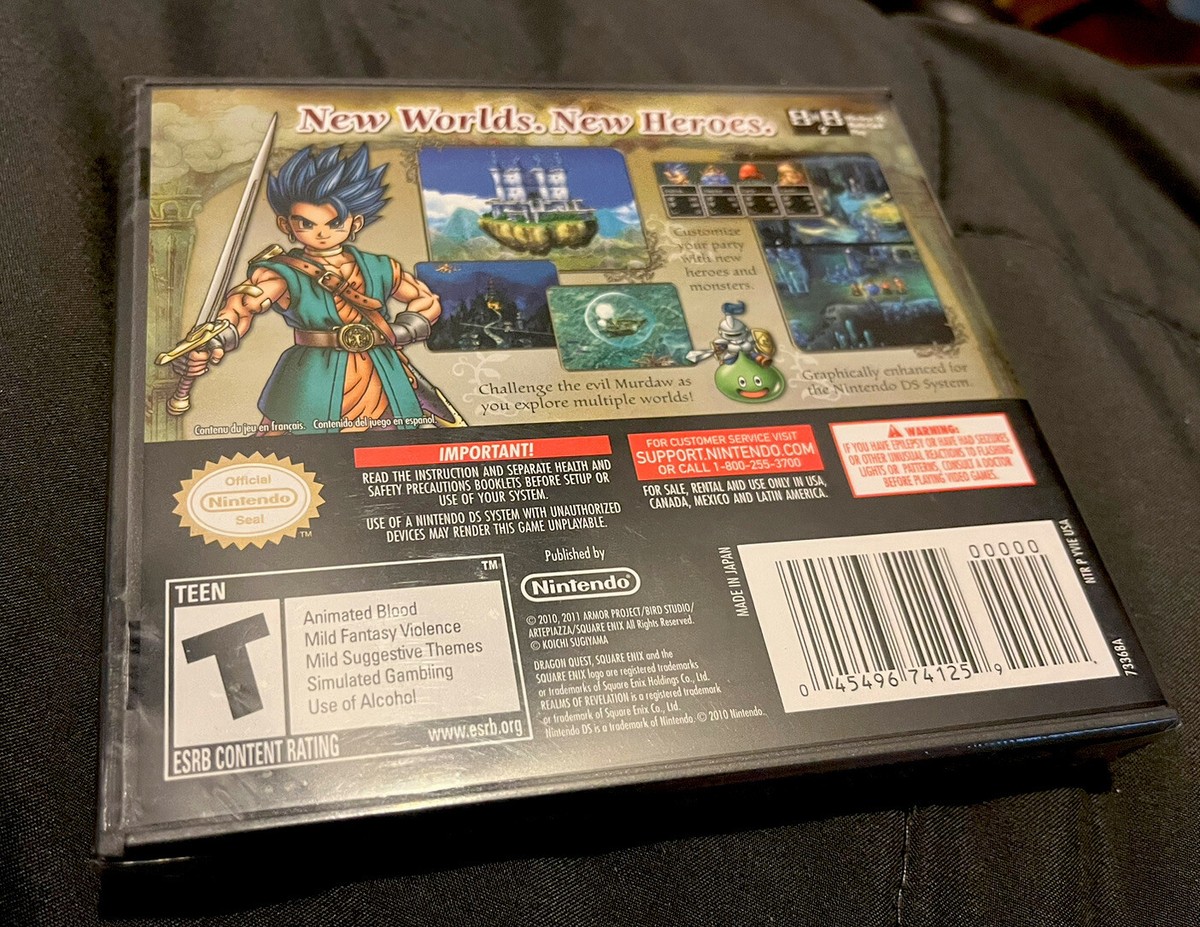 New Worlds. New Heroes.
Customize
your party
with new
heroes and
monsters.
Challenge the evil Murdaw as
you explore multiple worlds!
Graphically enhanced for
the Nintendo DS System.
Contenu du jeu en français. Contenido del juego en español.
Official
Nintendo
Seal
TM
IMPORTANT!
READ THE INSTRUCTION AND SEPARATE HEALTH AND
SAFETY PRECAUTIONS BOOKLETS BEFORE SETUP OR
USE OF YOUR SYSTEM.
USE OF A NINTENDO DS SYSTEM WITH UNAUTHORIZED
DEVICES MAY RENDER THIS GAME UNPLAYABLE.
FOR CUSTOMER SERVICE VISIT
SUPPORT.NINTENDO.COM
OR CALL 1-800-255-3700
FOR SALE, RENTAL AND USE ONLY IN USA,
CANADA, MEXICO AND LATIN AMERICA.
WARNING:
IF YOU HAVE EPILEPSY OR HAVE HAD SEIZURES
OR OTHER UNUSUAL REACTIONS TO FLASHING
LIGHTS OR PATTERNS, CONSULT A DOCTOR
BEFORE PLAYING VIDEO GAMES.
TEEN
TM
T
Animated Blood
Mild Fantasy Violence
Mild Suggestive Themes
Simulated Gambling
Use of Alcohol
ESRB CONTENT RATING
www.esrb.org
Published by
Nintendo®
© 2010, 2011 ARMOR PROJECT/BIRD STUDIO/
ARTEPIAZZA/SQUARE ENIX All Rights Reserved.
© KOICHI SUGIYAMA
DRAGON QUEST, SQUARE ENIX and the
SQUARE ENIX logo are registered trademarks
or trademarks of Square Enix Holdings Co., Ltd.
REALMS OF REVELATION is a registered trademark
or trademark of Square Enix Co., Ltd.
Nintendo DS is a trademark of Nintendo. © 2010 Nintendo.
MADE IN JAPAN
00000
0 45496 74125 9
NTR P YVIE USA
73368A